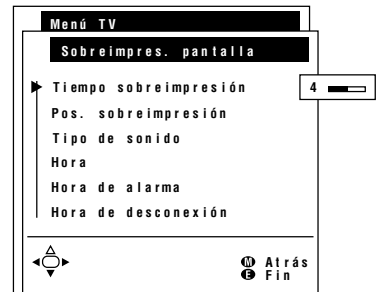 Menú TV
Sobreimpres. pantalla
Tiempo sobreimpresión 4
Pos. sobreimpresión
Tipo de sonido
Hora
Hora de alarma
Hora de desconexión
M Atrás
E Fin